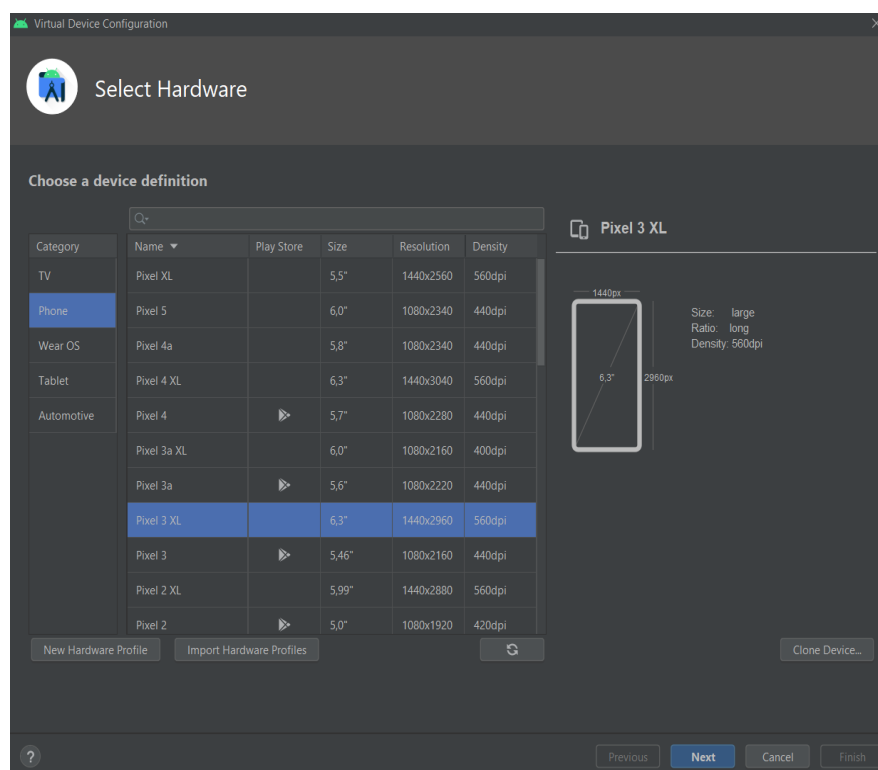 Virtual Device Configuration
Select Hardware
Choose a device definition
Category
TV
Phone
Wear OS
Tablet
Automotive
Name Play Store Size Resolution Density
Pixel XL 5,5" 1440x2560 560dpi
Pixel 5 6,0" 1080x2340 440dpi
Pixel 4a 5,8" 1080x2340 440dpi
Pixel 4 XL 6,3" 1440x3040 560dpi
Pixel 4 5,7" 1080x2280 440dpi
Pixel 3a XL 6,0" 1080x2160 400dpi
Pixel 3a 5,6" 1080x2220 440dpi
Pixel 3 XL 6,3" 1440x2960 560dpi
Pixel 3 5,46" 1080x2160 440dpi
Pixel 2 XL 5,99" 1440x2880 560dpi
Pixel 2 5,0" 1080x1920 420dpi
Pixel 3 XL
1440px
6,3"
2960px
Size: large
Ratio: long
Density: 560dpi
New Hardware Profile
Import Hardware Profiles
Clone Device...
?
Previous
Next
Cancel
Finish